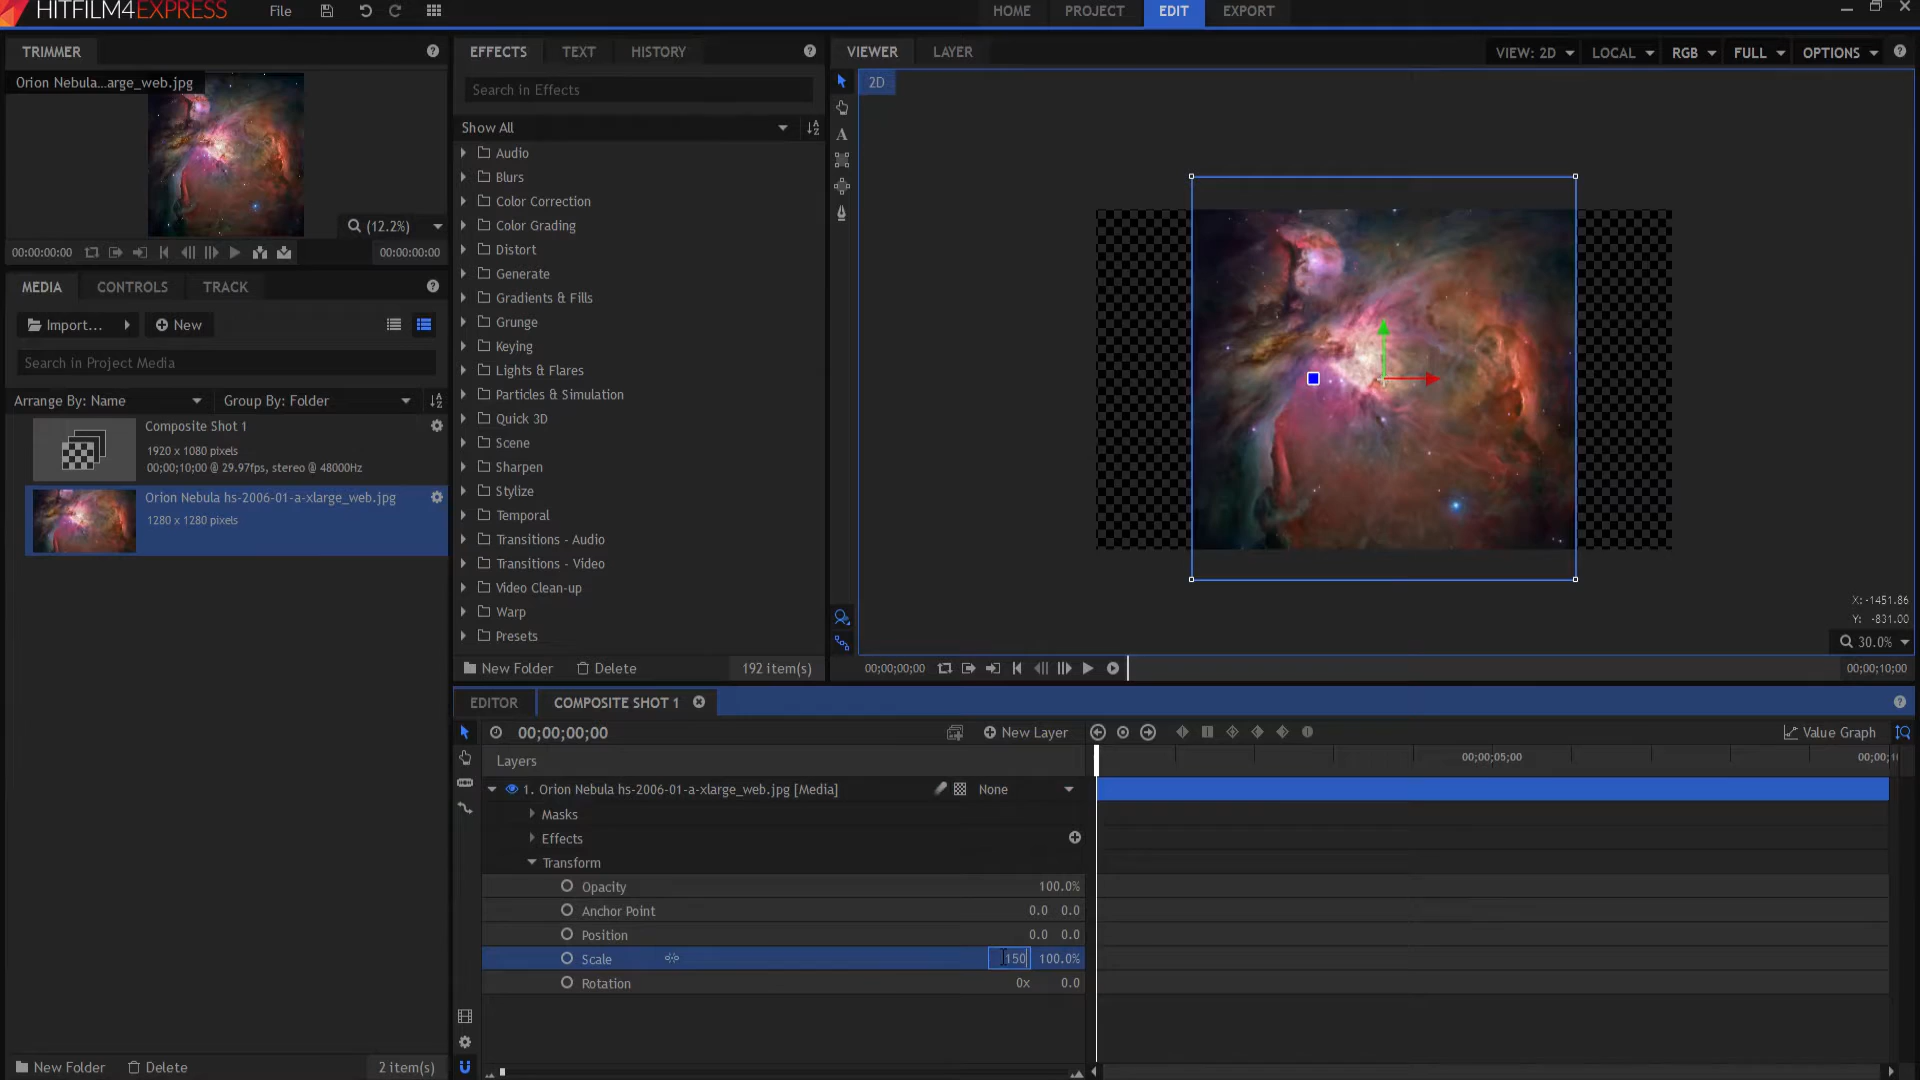 HITFILM4EXPRESS
File
HOME
PROJECT
EDIT
EXPORT
TRIMMER
Orion Nebula...arge_web.jpg
(12.2%)
00:00:00:00
00:00:00:00
MEDIA
CONTROLS
TRACK
Import...
New
Search in Project Media
Arrange By: Name
Group By: Folder
Composite Shot 1
1920 x 1080 pixels
00;00;10;00 @ 29.97fps, stereo @ 48000Hz
Orion Nebula hs-2006-01-a-xlarge_web.jpg
1280 x 1280 pixels
New Folder
Delete
2 item(s)
EFFECTS
TEXT
HISTORY
Search in Effects
Show All
Audio
Blurs
Color Correction
Color Grading
Distort
Generate
Gradients & Fills
Grunge
Keying
Lights & Flares
Particles & Simulation
Quick 3D
Scene
Sharpen
Stylize
Temporal
Transitions - Audio
Transitions - Video
Video Clean-up
Warp
Presets
New Folder
Delete
192 item(s)
VIEWER
LAYER
VIEW: 2D
LOCAL
RGB
FULL
OPTIONS
2D
A
X: -1451.86
Y: -831.00
30.0%
00;00;00;00
00;00;10;00
EDITOR
COMPOSITE SHOT 1
00;00;00;00
New Layer
Value Graph
Layers
00;00;05;00
00;00;1
1. Orion Nebula hs-2006-01-a-xlarge_web.jpg [Media]
None
Masks
Effects
Transform
Opacity
100.0%
Anchor Point
0.0 0.0
Position
0.0 0.0
Scale
150 100.0%
Rotation
0x 0.0